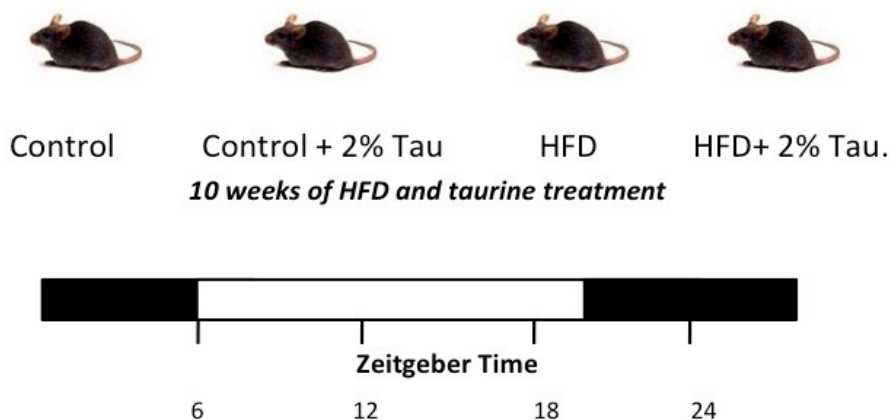 Control Control + 2% Tau HFD HFD+ 2% Tau.
10 weeks of HFD and taurine treatment
Zeitgeber Time
6 12 18 24